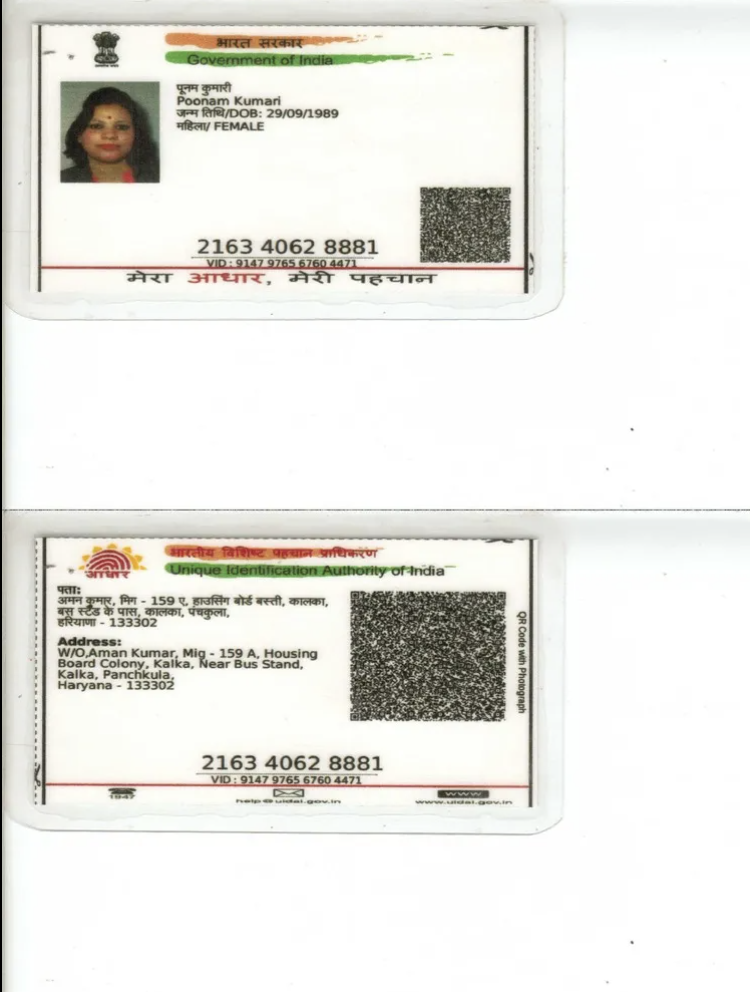 भारत सरकार
Government of India
पूनम कुमारी
Poonam Kumari
जन्म तिथि/DOB: 29/09/1989
महिला/ FEMALE
2163 4062 8881
VID : 9147 9765 6760 4471
मेरा आधार, मेरी पहचान
भारतीय विशिष्ट पहचान प्राधिकरण
Unique Identification Authority of India
आधार
पता:
अमन कुमार, मिग - 159 ए, हाउसिंग बोर्ड बस्ती, कालका,
बस स्टैंड के पास, कालका, पंचकुला,
हरियाणा - 133302
Address:
W/O,Aman Kumar, Mig - 159 A, Housing
Board Colony, Kalka, Near Bus Stand,
Kalka, Panchkula,
Haryana - 133302
QR Code with Photograph
2163 4062 8881
VID : 9147 9765 6760 4471
1947
help@uidai.gov.in
WWW
www.uidai.gov.in